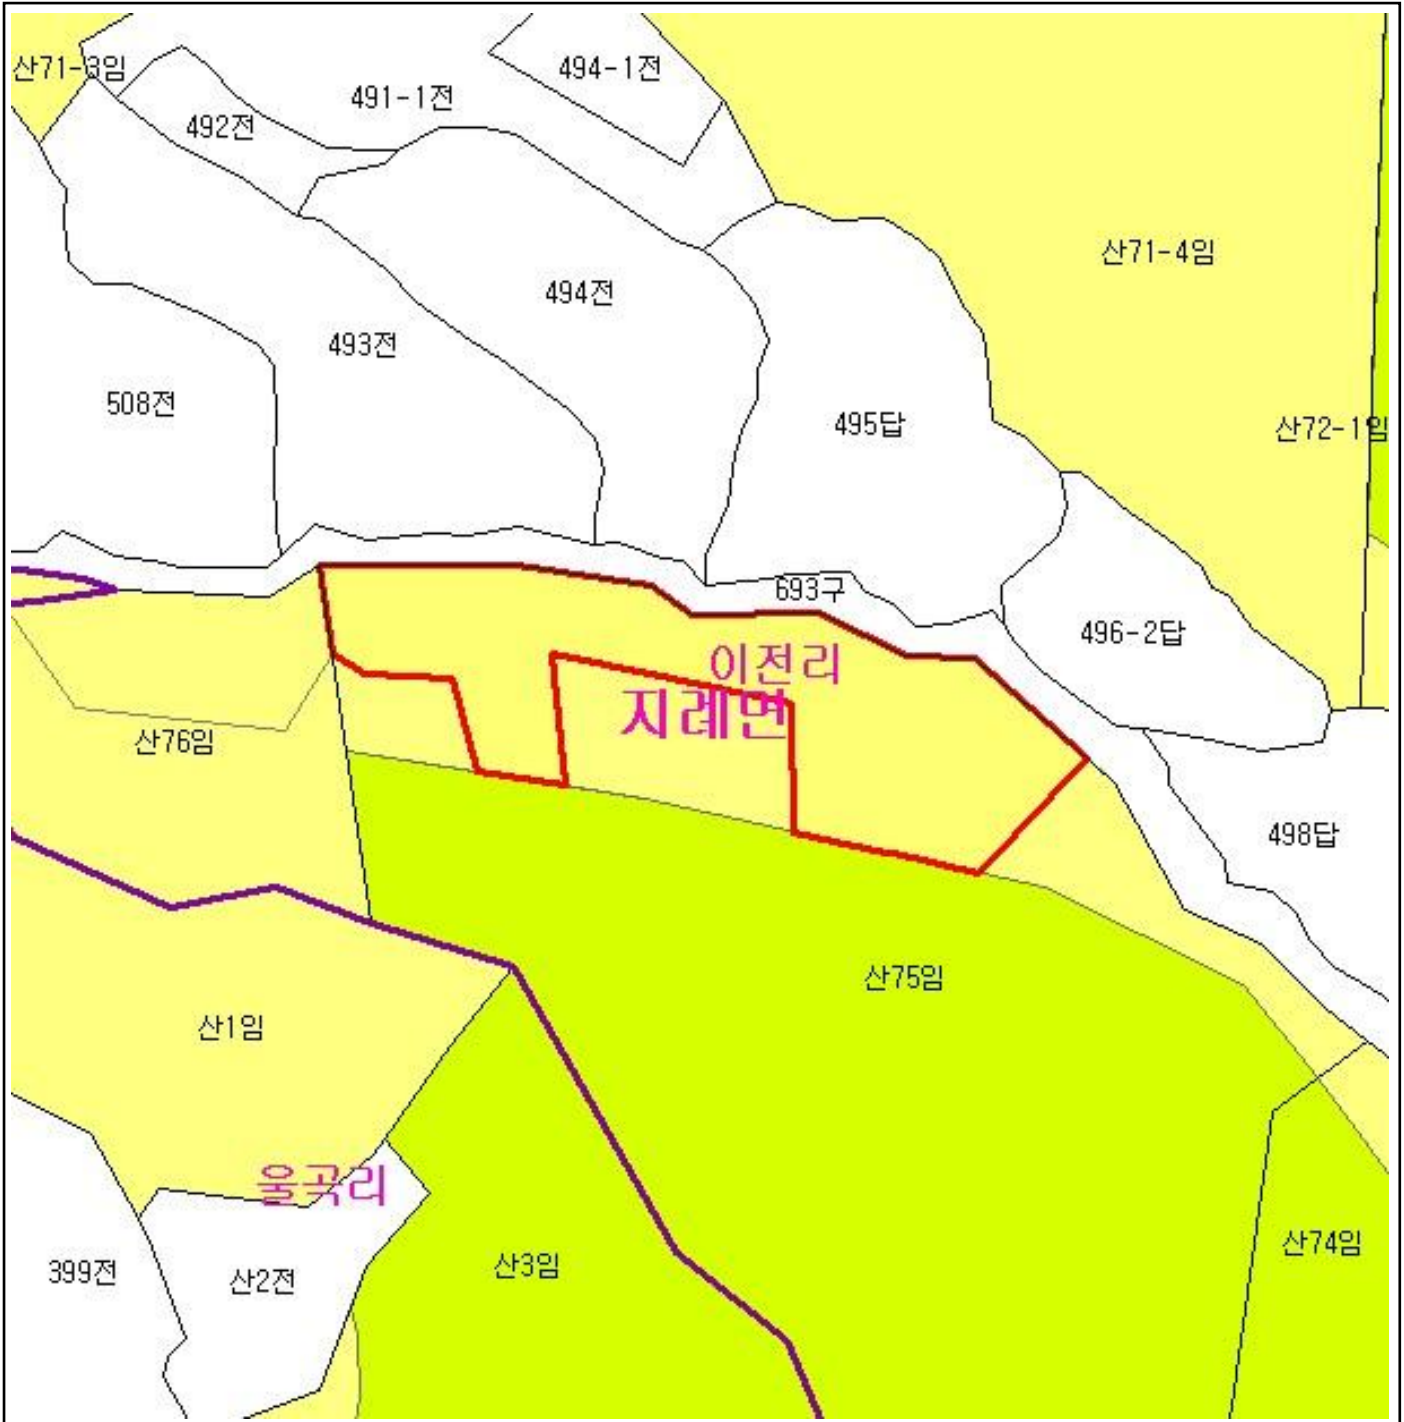 산71-3임
494-1전
491-1전
492전
산71-4임
494전
493전
508전
495답
산72-1임
693구
496-2답
이전리
지례면
산76임
498답
산75임
산1임
울곡리
산74임
399전
산2전
산3임